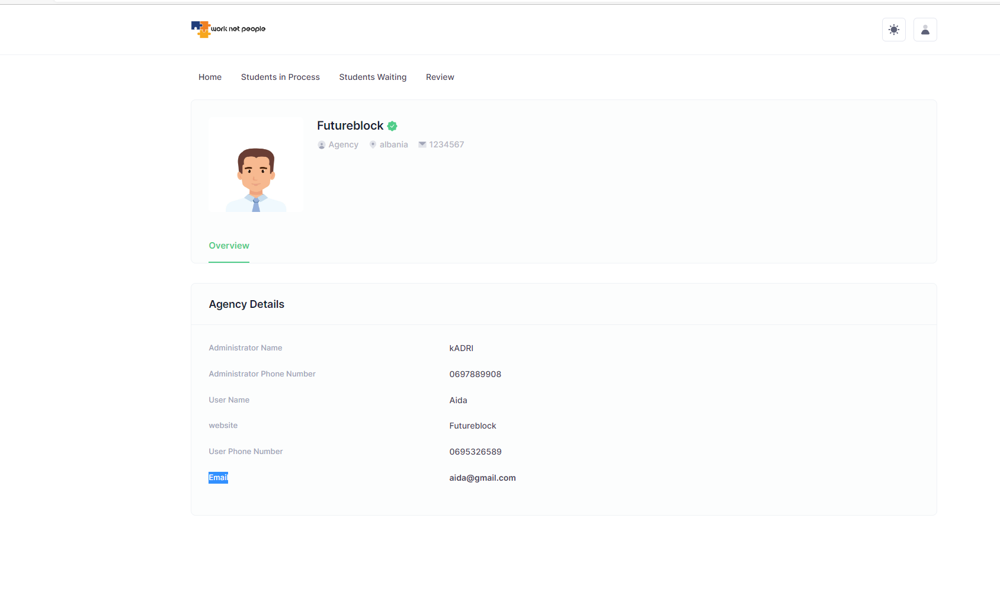 work net people
Home Students in Process Students Waiting Review
Futureblock
Agency albania 1234567
Overview
Agency Details
Administrator Name kADRI
Administrator Phone Number 0697889908
User Name Aida
website Futureblock
User Phone Number 0695326589
Email aida@gmail.com